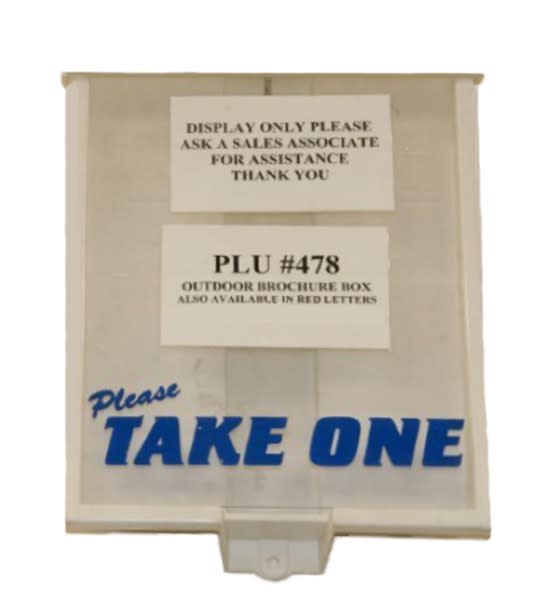 DISPLAY ONLY PLEASE
ASK A SALES ASSOCIATE
FOR ASSISTANCE
THANK YOU
PLU #478
OUTDOOR BROCHURE BOX
ALSO AVAILABLE IN RED LETTERS
Please
TAKE ONE